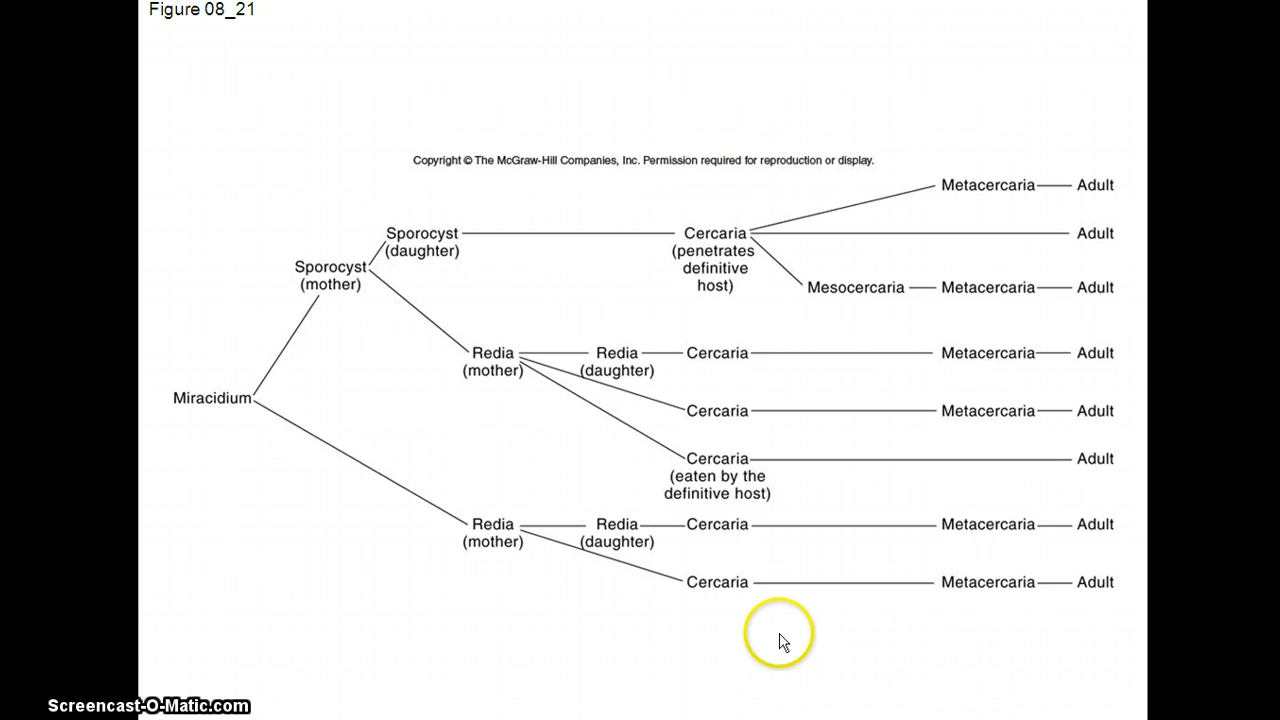 Figure 08_21
Copyright © The McGraw-Hill Companies, Inc. Permission required for reproduction or display.
Metacercaria Adult
Sporocyst Cercaria Adult
(daughter) (penetrates
definitive
host)
Sporocyst
(mother)
Mesocercaria Metacercaria Adult
Redia Redia Cercaria Metacercaria Adult
(mother) (daughter)
Miracidium
Cercaria Metacercaria Adult
Cercaria Adult
(eaten by the
definitive host)
Redia Redia Cercaria Metacercaria Adult
(mother) (daughter)
Cercaria Metacercaria Adult
Screencast-O-Matic.com